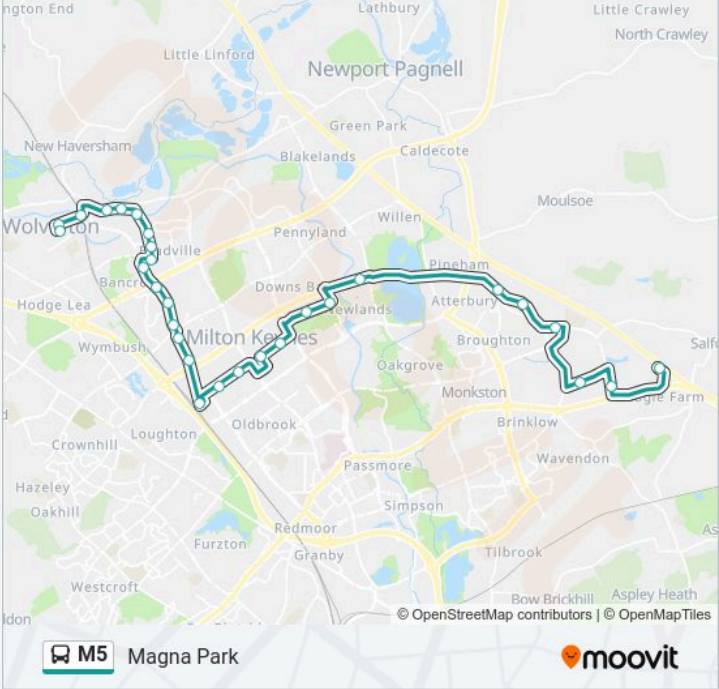 ngton End
Lathbury
Little Crawley
North Crawley
Little Linford
Newport Pagnell
Green Park
New Haversham
Blakelands
Caldecote
Moulsoe
Willen
Pennyland
Pineham
Downs B
Hodge Lea
Atterbury
Newlands
Milton Keynes
Broughton
Wymbush
Oakgrove
Monkston
Brinklow
Oldbrook
Loughton
Crownhill
Wavendon
Passmore
Hazeley
Oakhill
Simpson
Redmoor
Furzton
Granby
Tilbrook
Westcroft
Aspley Heath
Bow Brickhill
ldon
© OpenStreetMap contributors | © OpenMapTiles
M5 Magna Park
moovit